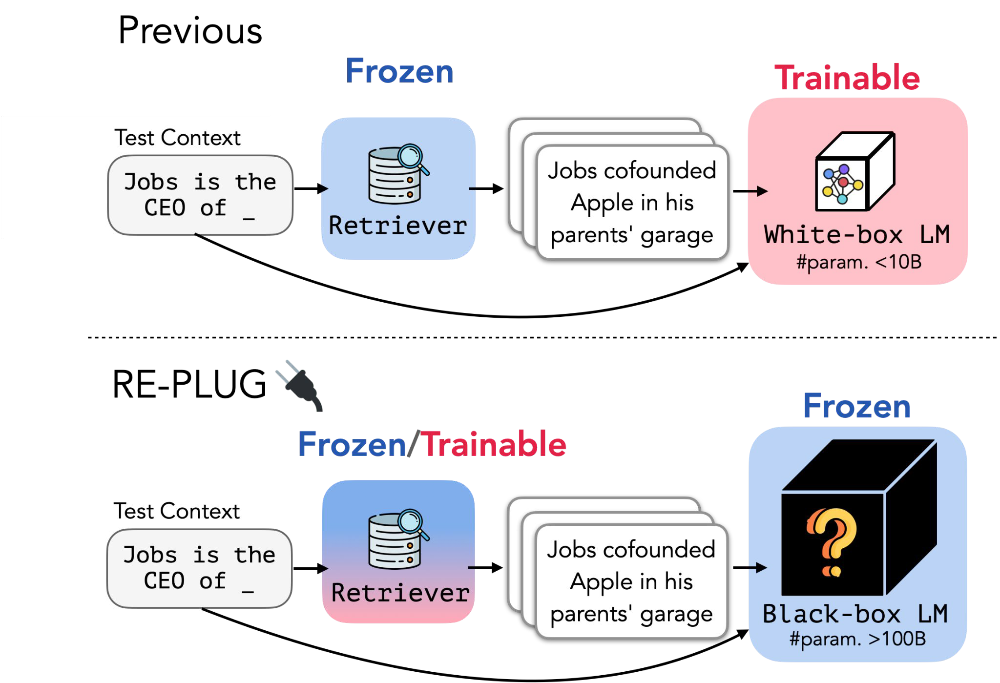 Previous
Frozen
Trainable
Test Context
Jobs is the
CEO of _
Retriever
Jobs cofounded
Apple in his
parents' garage
White-box LM
#param. <10B
RE-PLUG
Frozen/Trainable
Frozen
Test Context
Jobs is the
CEO of _
Retriever
Jobs cofounded
Apple in his
parents' garage
?
Black-box LM
#param. >100B